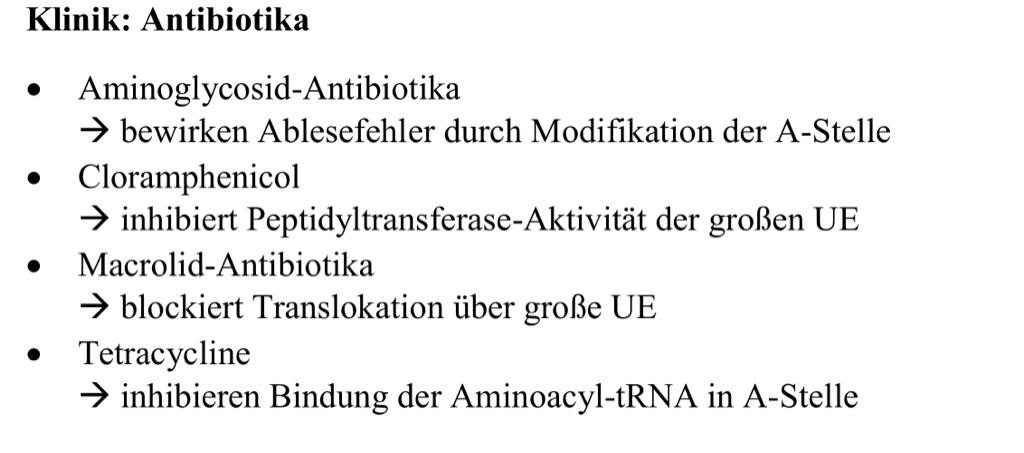 Klinik: Antibiotika
• Aminoglycosid-Antibiotika
→ bewirken Ablesefehler durch Modifikation der A-Stelle
• Cloramphenicol
→ inhibiert Peptidyltransferase-Aktivität der großen UE
• Macrolid-Antibiotika
→ blockiert Translokation über große UE
• Tetracycline
→ inhibieren Bindung der Aminoacyl-tRNA in A-Stelle